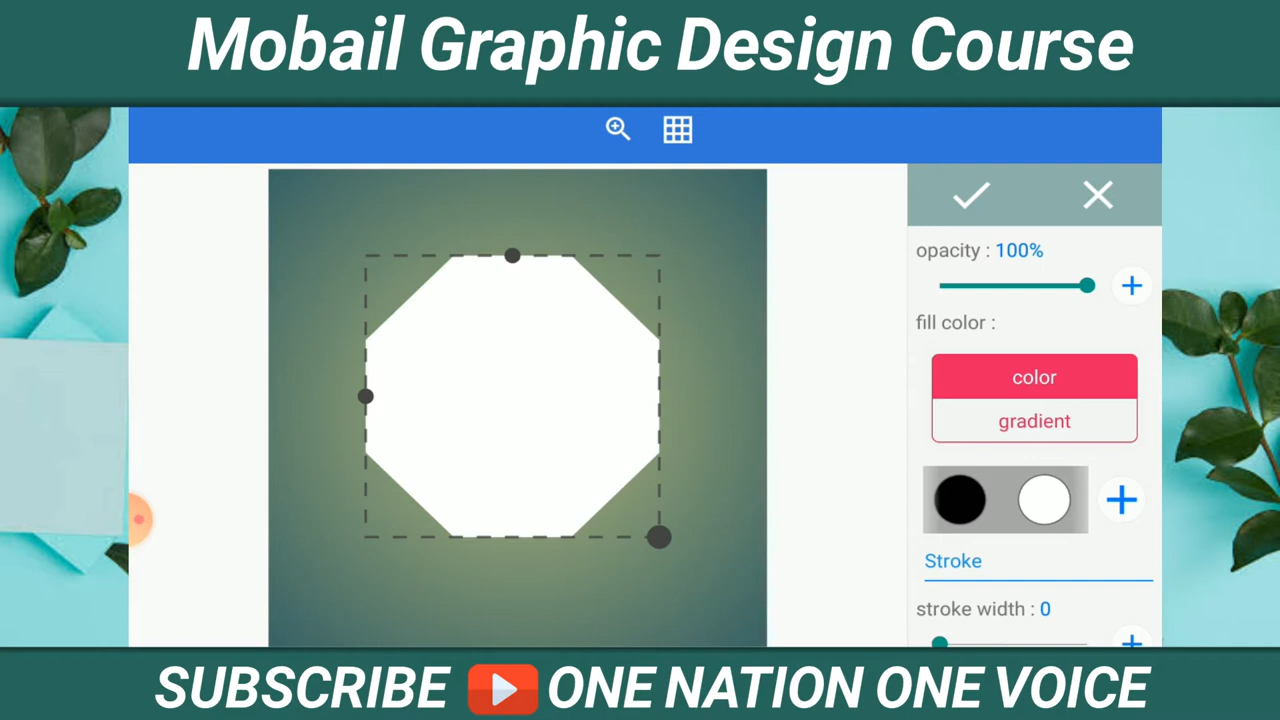 Mobail Graphic Design Course
opacity : 100%
fill color :
color
gradient
Stroke
stroke width : 0
SUBSCRIBE ONE NATION ONE VOICE